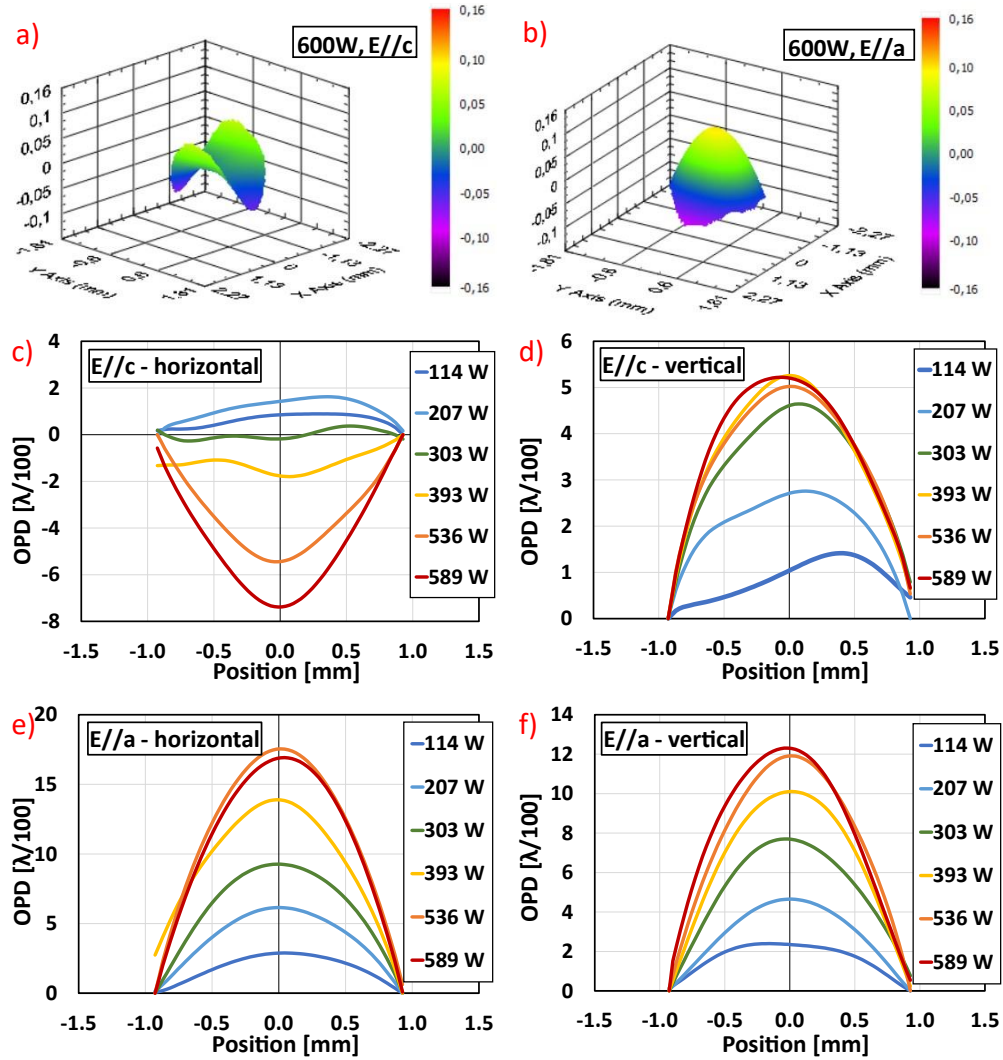 a)
600W, E//c
0,16
0,1
0,05
0
-0,05
-0,1
-1,81
-0,6
0,6
1,81
Y Axis (mm)
2,27
1,13
0
-1,13
-2,27
X Axis (mm)
0,16
0,10
0,05
0,00
-0,05
-0,10
-0,16
b)
600W, E//a
0,16
0,1
0,05
0
-0,05
-0,1
-1,81
-0,6
0,6
1,81
Y Axis (mm)
2,27
1,13
0
-1,13
-2,27
X Axis (mm)
0,16
0,10
0,05
0,00
-0,05
-0,10
-0,16
c)
E//c - horizontal
OPD [λ/100]
4
2
0
-2
-4
-6
-8
-1.5 -1.0 -0.5 0.0 0.5 1.0 1.5
Position [mm]
114 W
207 W
303 W
393 W
536 W
589 W
d)
E//c - vertical
OPD [λ/100]
6
5
4
3
2
1
0
-1.5 -1.0 -0.5 0.0 0.5 1.0 1.5
Position [mm]
114 W
207 W
303 W
393 W
536 W
589 W
e)
E//a - horizontal
OPD [λ/100]
20
15
10
5
0
-1.5 -1.0 -0.5 0.0 0.5 1.0 1.5
Position [mm]
114 W
207 W
303 W
393 W
536 W
589 W
f)
E//a - vertical
OPD [λ/100]
14
12
10
8
6
4
2
0
-1.5 -1.0 -0.5 0.0 0.5 1.0 1.5
Position [mm]
114 W
207 W
303 W
393 W
536 W
589 W